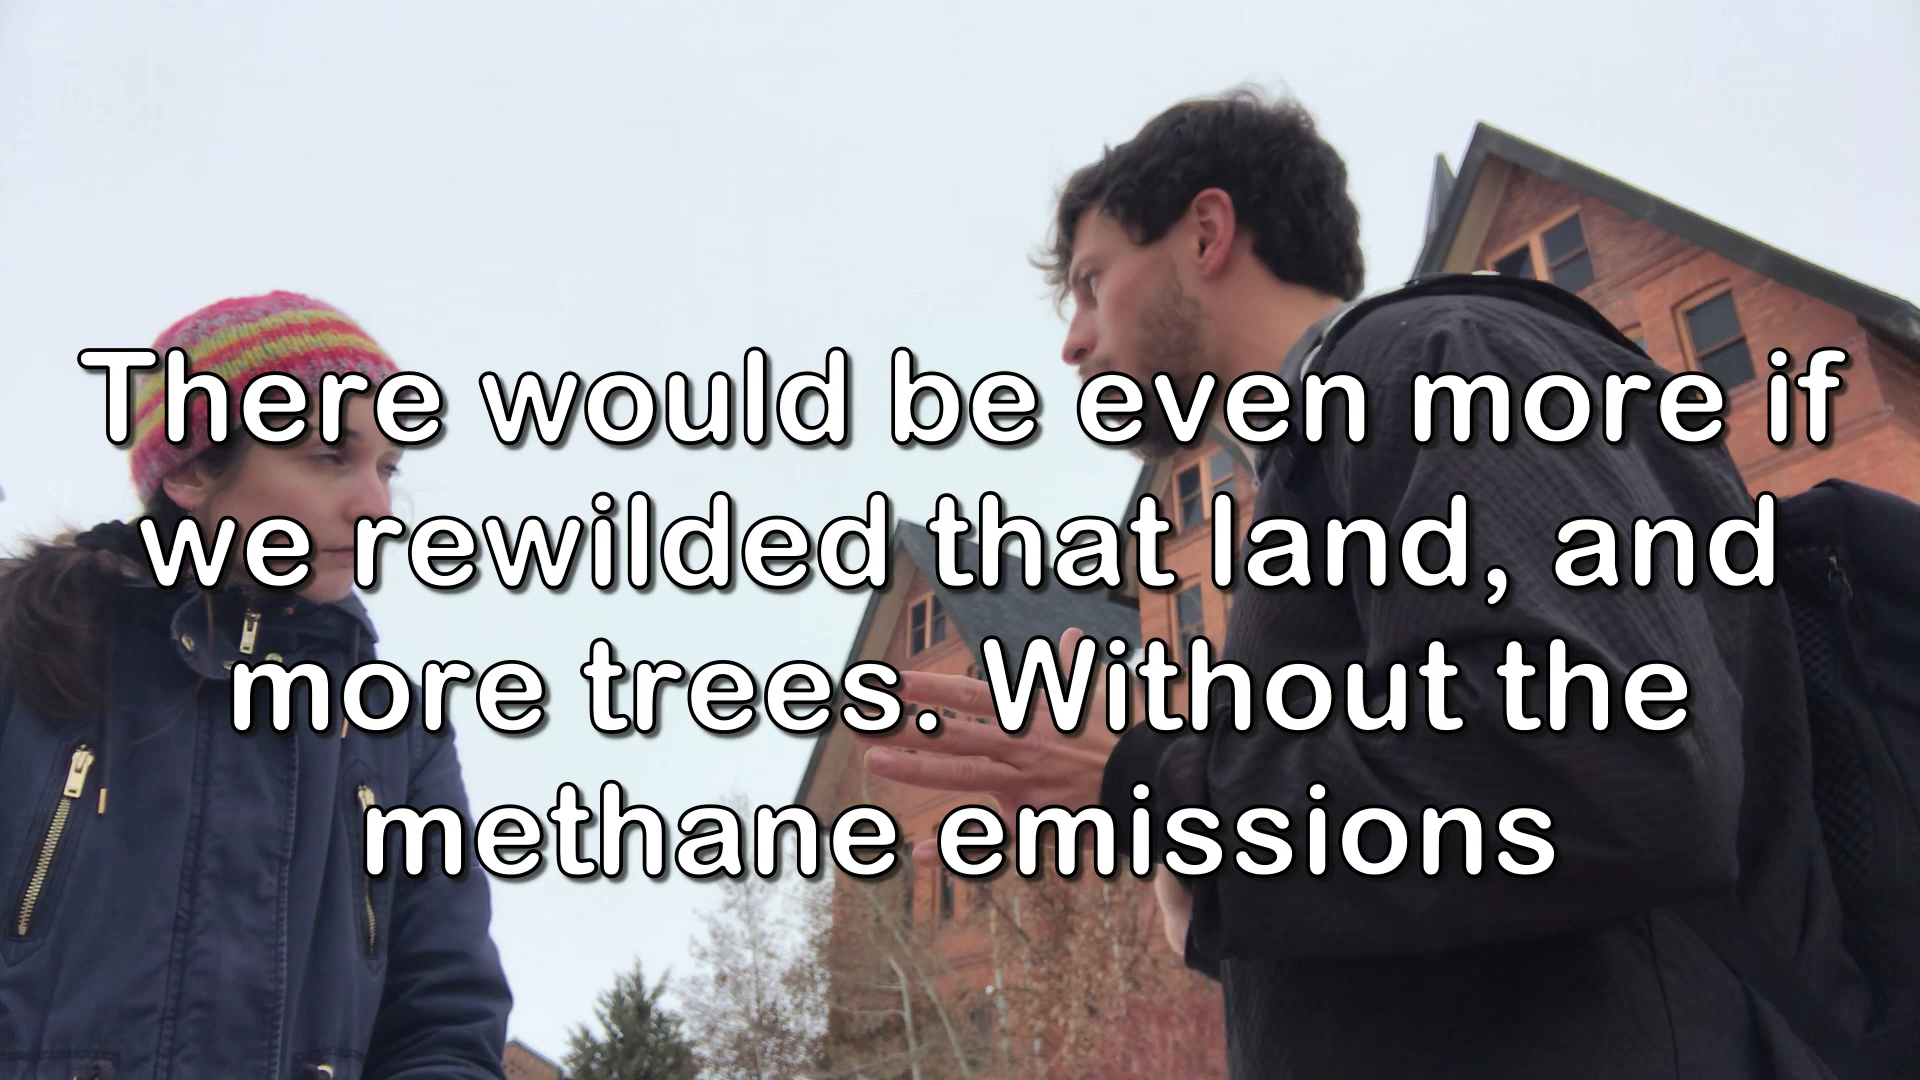 There would be even more if
we rewilded that land, and
more trees. Without the
methane emissions